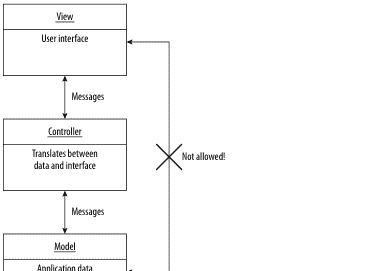 View
User interface
Messages
Controller
Translates between
data and interface
Not allowed!
Messages
Model
Application data